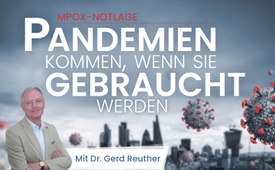 MPOX-NOTLAGE
PANDEMIEN
KOMMEN, WENN SIE
GEBRAUCHT
WERDEN
Mit Dr. Gerd Reuther